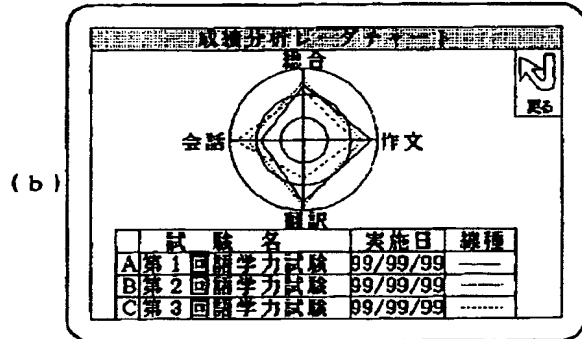 成績分析レーダチャート
総合
戻る
会話
作文
(b)
翻訳
試験名 実施日 線種
A 第1回語学力試験 99/99/99
B 第2回語学力試験 99/99/99
C 第3回語学力試験 99/99/99